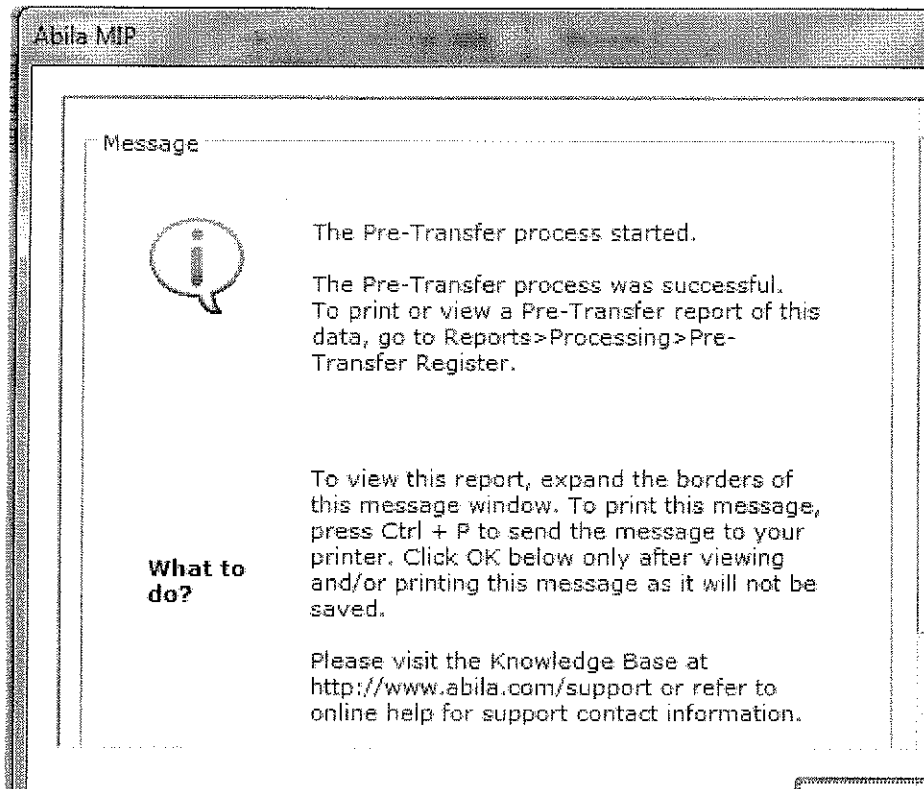 Abila MIP
Message
The Pre-Transfer process started.
The Pre-Transfer process was successful.
To print or view a Pre-Transfer report of this
data, go to Reports>Processing>Pre-
Transfer Register.
What to
do?
To view this report, expand the borders of
this message window. To print this message,
press Ctrl + P to send the message to your
printer. Click OK below only after viewing
and/or printing this message as it will not be
saved.
Please visit the Knowledge Base at
http://www.abila.com/support or refer to
online help for support contact information.